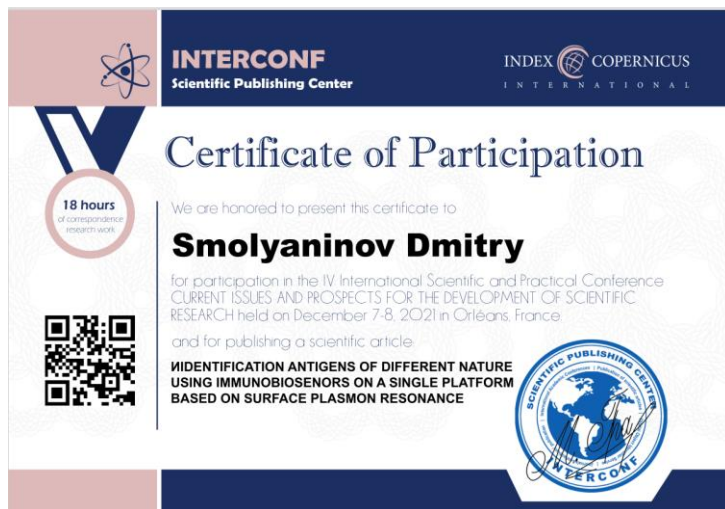 INTERCONF
Scientific Publishing Center
INDEX COPERNICUS
INTERNATIONAL
Certificate of Participation
18 hours
of correspondence
research work
We are honored to present this certificate to
Smolyaninov Dmitry
for participation in the IV International Scientific and Practical Conference
CURRENT ISSUES AND PROSPECTS FOR THE DEVELOPMENT OF SCIENTIFIC
RESEARCH held on December 7-8, 2021 in Orléans, France
and for publishing a scientific article:
ИIDENTIFICATION ANTIGENS OF DIFFERENT NATURE
USING IMMUNOBIOSENORS ON A SINGLE PLATFORM
BASED ON SURFACE PLASMON RESONANCE
SCIENTIFIC PUBLISHING CENTER
INTERCONF